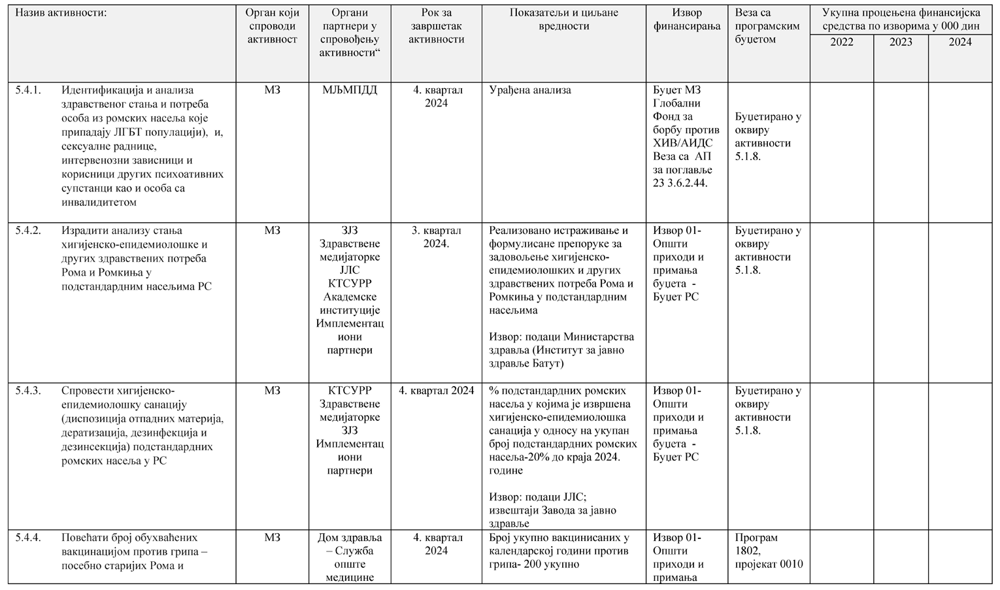 Назив активности:
Орган који
спроводи
активност
Органи
партнери у
спровођењу
активности“
Рок за
завршетак
активности
Показатељи и циљане
вредности
Извор
финансирања
Веза са
програмским
буџетом
Укупна процењена финансијска
средства по изворима у 000 дин
2022
2023
2024
5.4.1. Идентификација и анализа
здравственог стања и потреба
особа из ромских насеља које
припадају ЛГБТ популацији), и,
сексуалне раднице,
интервенозни зависници и
корисници других психоативних
супстанци као и особа са
инвалидитетом
МЗ
МЉМПДД
4. квартал
2024
Урађена анализа
Буџет МЗ
Глобални
Фонд за
борбу против
ХИВ/АИДС
Веза са АП
за поглавље
23 3.6.2.44.
Буџетирано у
оквиру
активности
5.1.8.
5.4.2. Израдити анализу стања
хигијенско-епидемиолошке и
других здравствених потреба
Рома и Ромкиња у
подстандардним насељима РС
МЗ
ЗЈЗ
Здравствене
медијаторке
ЈЛС
КТСУРР
Академске
институције
Имплементац
иони
партнери
3. квартал
2024.
Реализовано истраживање и
формулисане препоруке за
задовољење хигијенско-
епидемиолошких и других
здравствених потреба Рома и
Ромкиња у подстандардним
насељима
Извор: подаци Министарства
здравља (Институт за јавно
здравље Батут)
Извор 01-
Општи
приходи и
примања
буџета -
Буџет РС
Буџетирано у
оквиру
активности
5.1.8.
5.4.3. Спровести хигијенско-
епидемиолошку санацију
(диспозиција отпадних материја,
дератизација, дезинфекција и
дезинсекција) подстандардних
ромских насеља у РС
МЗ
КТСУРР
Здравствене
медијаторке
ЗЈЗ
Имплементац
иони
партнери
4. квартал 2024
% подстандардних ромских
насеља у којима је извршена
хигијенско-епидемиолошка
санација у односу на укупан
број подстандардних ромских
насеља-20% до краја 2024.
године
Извор: подаци ЈЛС;
извештаји Завода за јавно
здравље
Извор 01-
Општи
приходи и
примања
буџета -
Буџет РС
Буџетирано у
оквиру
активности
5.1.8.
5.4.4. Повећати број обухваћених
вакцинацијом против грипа –
посебно старијих Рома и
МЗ
Дом здравља
– Служба
опште
медицине
4. квартал
2024
Број укупно вакцинисаних у
календарској години против
грипа- 200 укупно
Извор 01-
Општи
приходи и
примања
Програм
1802,
пројекат 0010